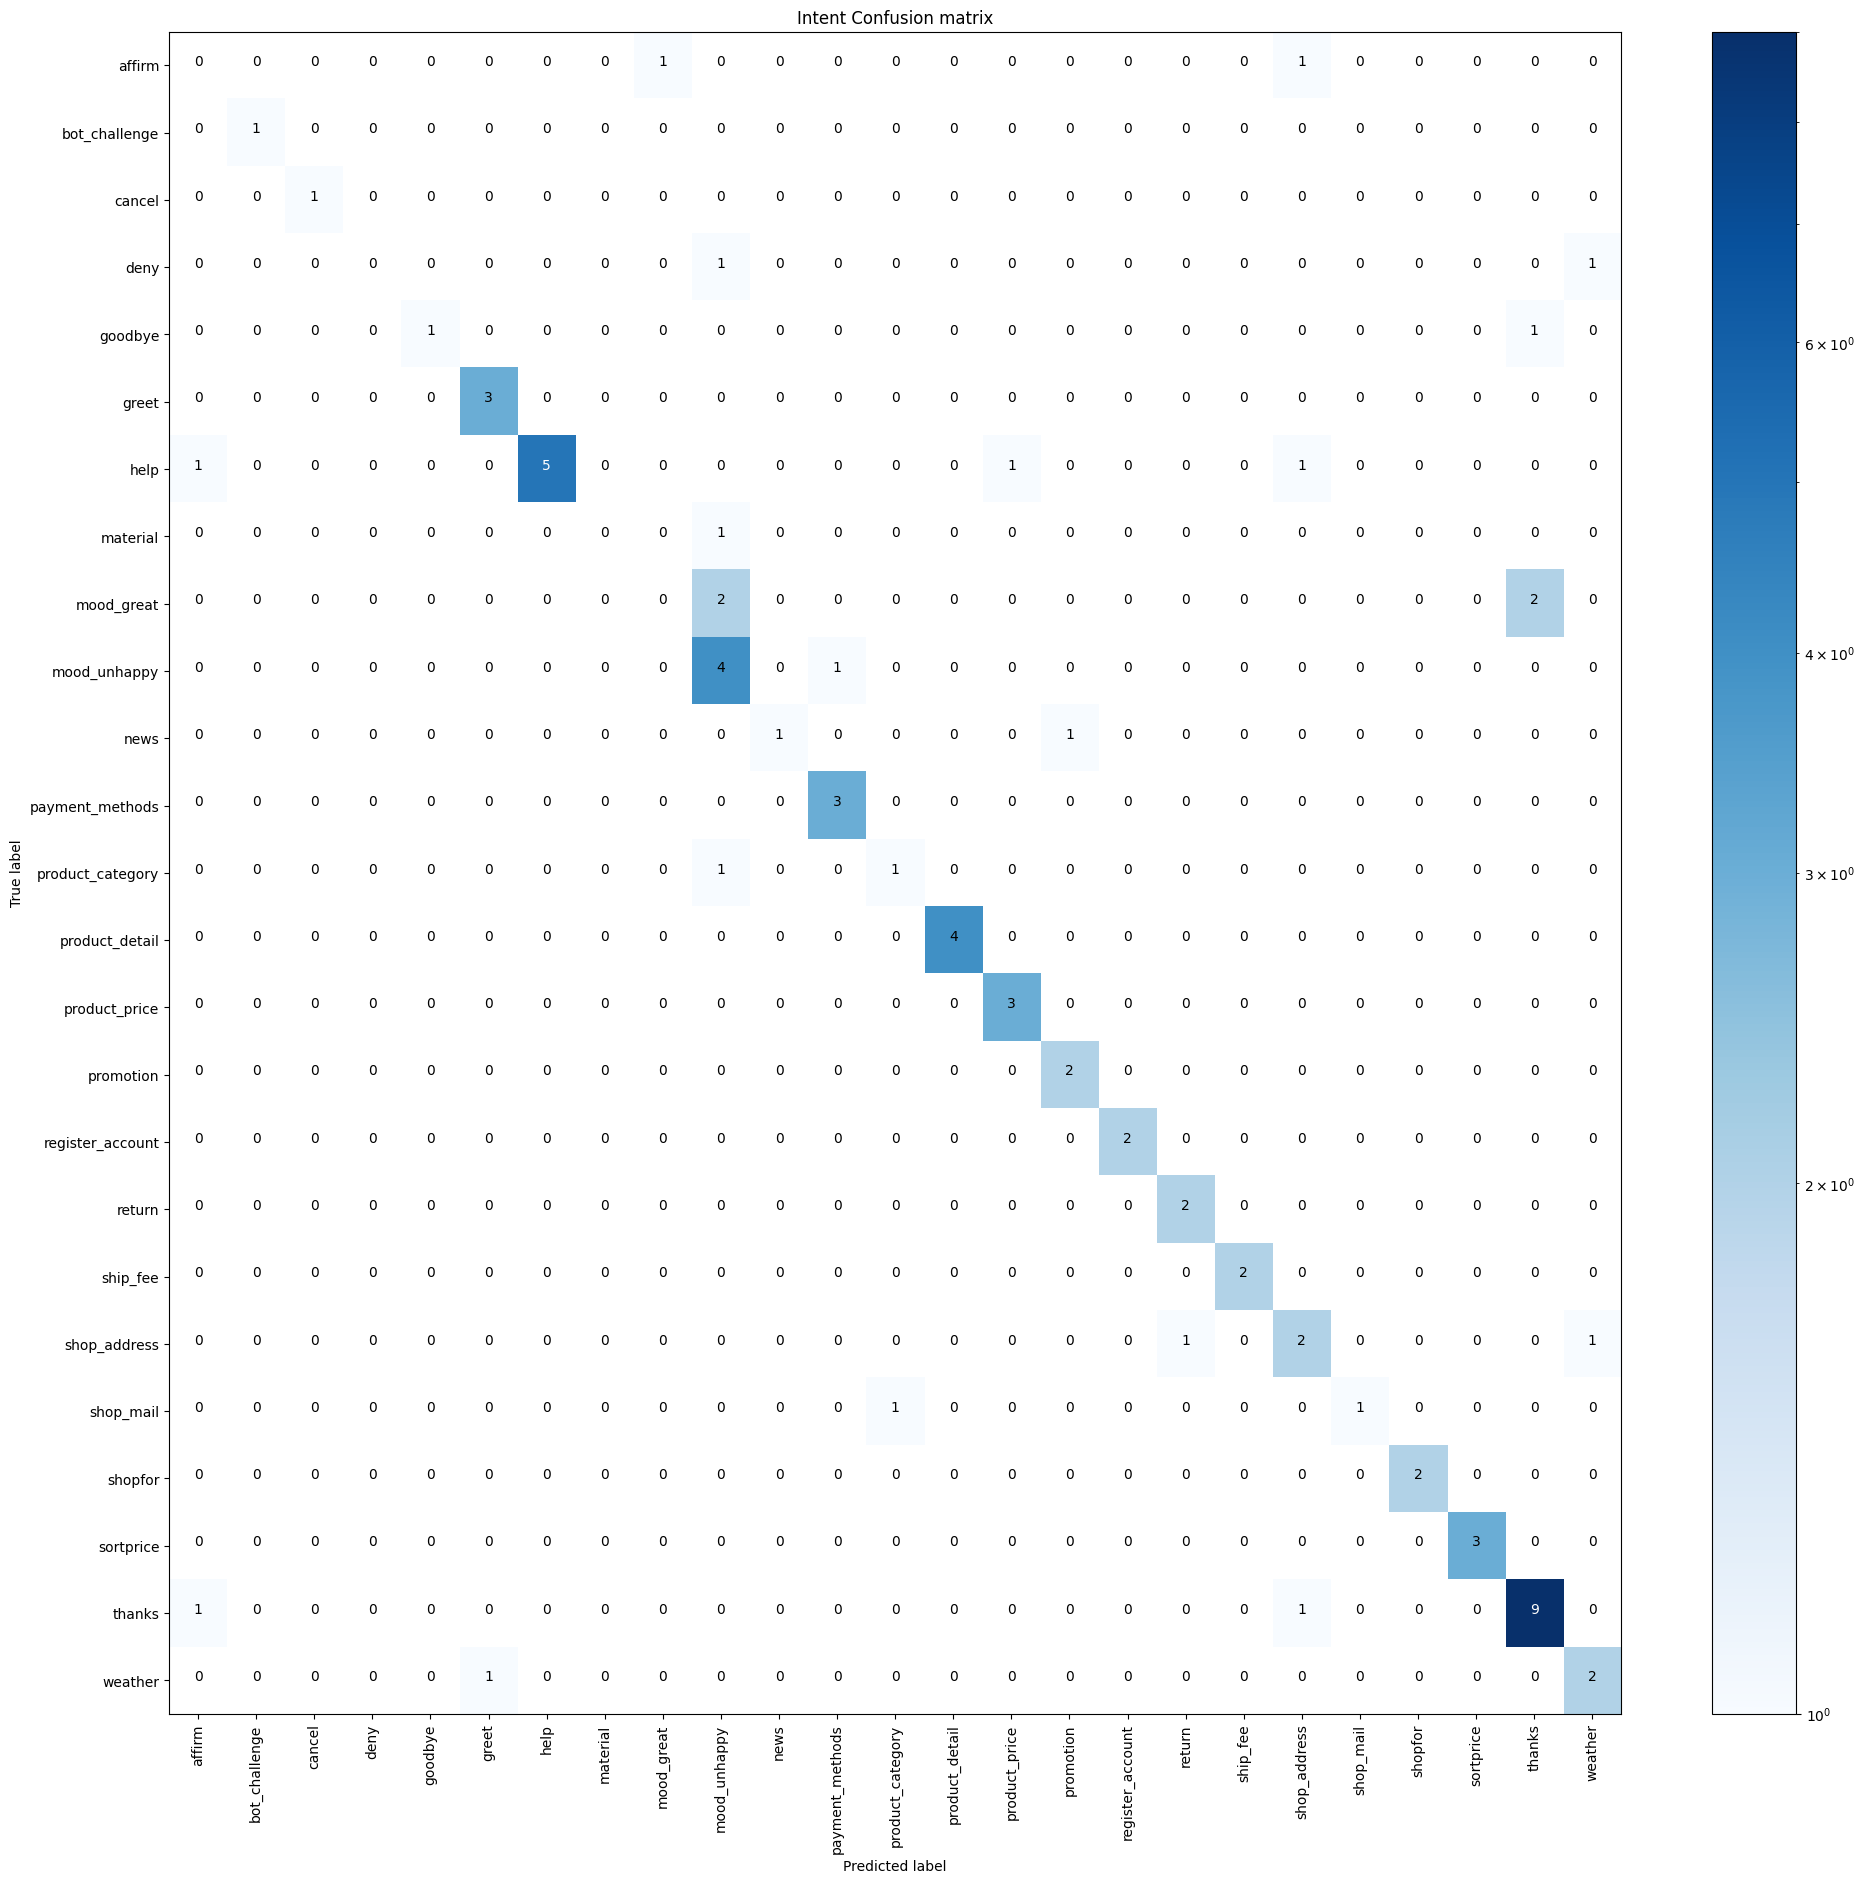 Intent Confusion matrix
affirm 0 0 0 0 0 0 0 0 1 0 0 0 0 0 0 0 0 0 0 1 0 0 0 0 0
bot_challenge 0 1 0 0 0 0 0 0 0 0 0 0 0 0 0 0 0 0 0 0 0 0 0 0 0
cancel 0 0 1 0 0 0 0 0 0 0 0 0 0 0 0 0 0 0 0 0 0 0 0 0 0
deny 0 0 0 0 0 0 0 0 0 1 0 0 0 0 0 0 0 0 0 0 0 0 0 0 1
goodbye 0 0 0 0 1 0 0 0 0 0 0 0 0 0 0 0 0 0 0 0 0 0 0 1 0
greet 0 0 0 0 0 3 0 0 0 0 0 0 0 0 0 0 0 0 0 0 0 0 0 0 0
help 1 0 0 0 0 0 5 0 0 0 0 0 0 0 1 0 0 0 0 1 0 0 0 0 0
material 0 0 0 0 0 0 0 0 0 1 0 0 0 0 0 0 0 0 0 0 0 0 0 0 0
mood_great 0 0 0 0 0 0 0 0 0 2 0 0 0 0 0 0 0 0 0 0 0 0 0 2 0
mood_unhappy 0 0 0 0 0 0 0 0 0 4 0 1 0 0 0 0 0 0 0 0 0 0 0 0 0
news 0 0 0 0 0 0 0 0 0 0 1 0 0 0 0 1 0 0 0 0 0 0 0 0 0
payment_methods 0 0 0 0 0 0 0 0 0 0 0 3 0 0 0 0 0 0 0 0 0 0 0 0 0
product_category 0 0 0 0 0 0 0 0 0 1 0 0 1 0 0 0 0 0 0 0 0 0 0 0 0
product_detail 0 0 0 0 0 0 0 0 0 0 0 0 0 4 0 0 0 0 0 0 0 0 0 0 0
product_price 0 0 0 0 0 0 0 0 0 0 0 0 0 0 3 0 0 0 0 0 0 0 0 0 0
promotion 0 0 0 0 0 0 0 0 0 0 0 0 0 0 0 2 0 0 0 0 0 0 0 0 0
register_account 0 0 0 0 0 0 0 0 0 0 0 0 0 0 0 0 2 0 0 0 0 0 0 0 0
return 0 0 0 0 0 0 0 0 0 0 0 0 0 0 0 0 0 2 0 0 0 0 0 0 0
ship_fee 0 0 0 0 0 0 0 0 0 0 0 0 0 0 0 0 0 0 2 0 0 0 0 0 0
shop_address 0 0 0 0 0 0 0 0 0 0 0 0 0 0 0 0 0 1 0 2 0 0 0 0 1
shop_mail 0 0 0 0 0 0 0 0 0 0 0 0 1 0 0 0 0 0 0 0 1 0 0 0 0
shopfor 0 0 0 0 0 0 0 0 0 0 0 0 0 0 0 0 0 0 0 0 0 2 0 0 0
sortprice 0 0 0 0 0 0 0 0 0 0 0 0 0 0 0 0 0 0 0 0 0 0 3 0 0
thanks 1 0 0 0 0 0 0 0 0 0 0 0 0 0 0 0 0 0 0 1 0 0 0 9 0
weather 0 0 0 0 0 1 0 0 0 0 0 0 0 0 0 0 0 0 0 0 0 0 0 0 2
True label
affirm
bot_challenge
cancel
deny
goodbye
greet
help
material
mood_great
mood_unhappy
news
payment_methods
product_category
product_detail
product_price
promotion
register_account
return
ship_fee
shop_address
shop_mail
shopfor
sortprice
thanks
weather
Predicted label
6 × 10⁰
4 × 10⁰
3 × 10⁰
2 × 10⁰
10⁰